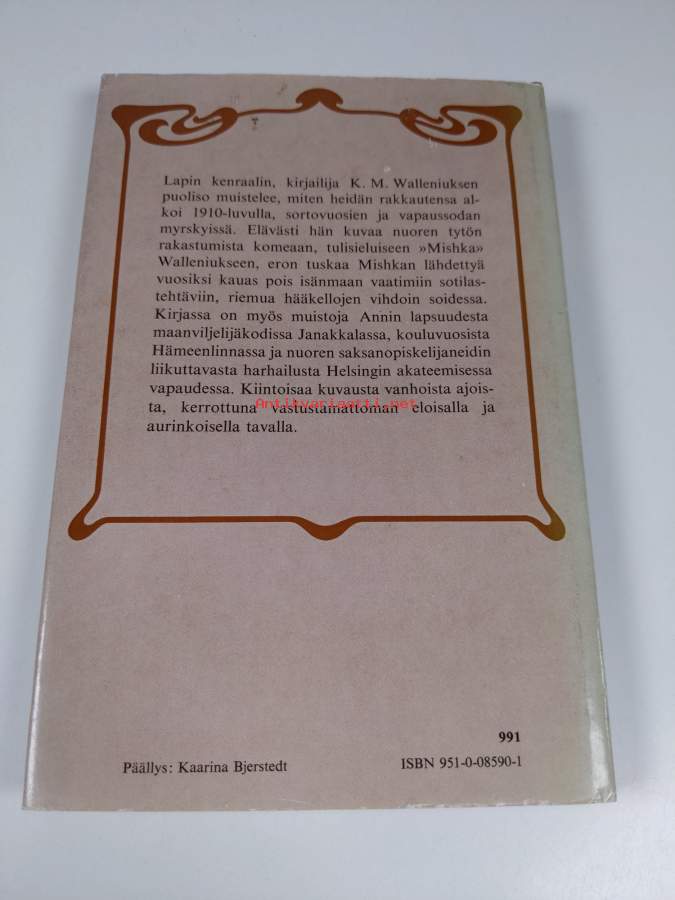 Lapin kenraalin, kirjailija K. M. Walleniuksen
puoliso muistelee, miten heidän rakkautensa al-
koi 1910-luvulla, sortovuosien ja vapaussodan
myrskyissä. Elävästi hän kuvaa nuoren tytön
rakastumista komeaan, tulisieluiseen »Mishka»
Walleniukseen, eron tuskaa Mishkan lähdettyä
vuosiksi kauas pois isänmaan vaatimiin sotilas-
tehtäviin, riemua hääkellojen vihdoin soidessa.
Kirjassa on myös muistoja Annin lapsuudesta
maanviljelijäkodissa Janakkalassa, kouluvuosista
Hämeenlinnassa ja nuoren saksanopiskelijaneidin
liikuttavasta harhailusta Helsingin akateemisessa
vapaudessa. Kiintoisaa kuvausta vanhoista ajois-
ta, kerrottuna vastustamattoman eloisalla ja
Antikvariaatti.net
aurinkoisella tavalla.
991
Päällys: Kaarina Bjerstedt
ISBN 951-0-08590-1